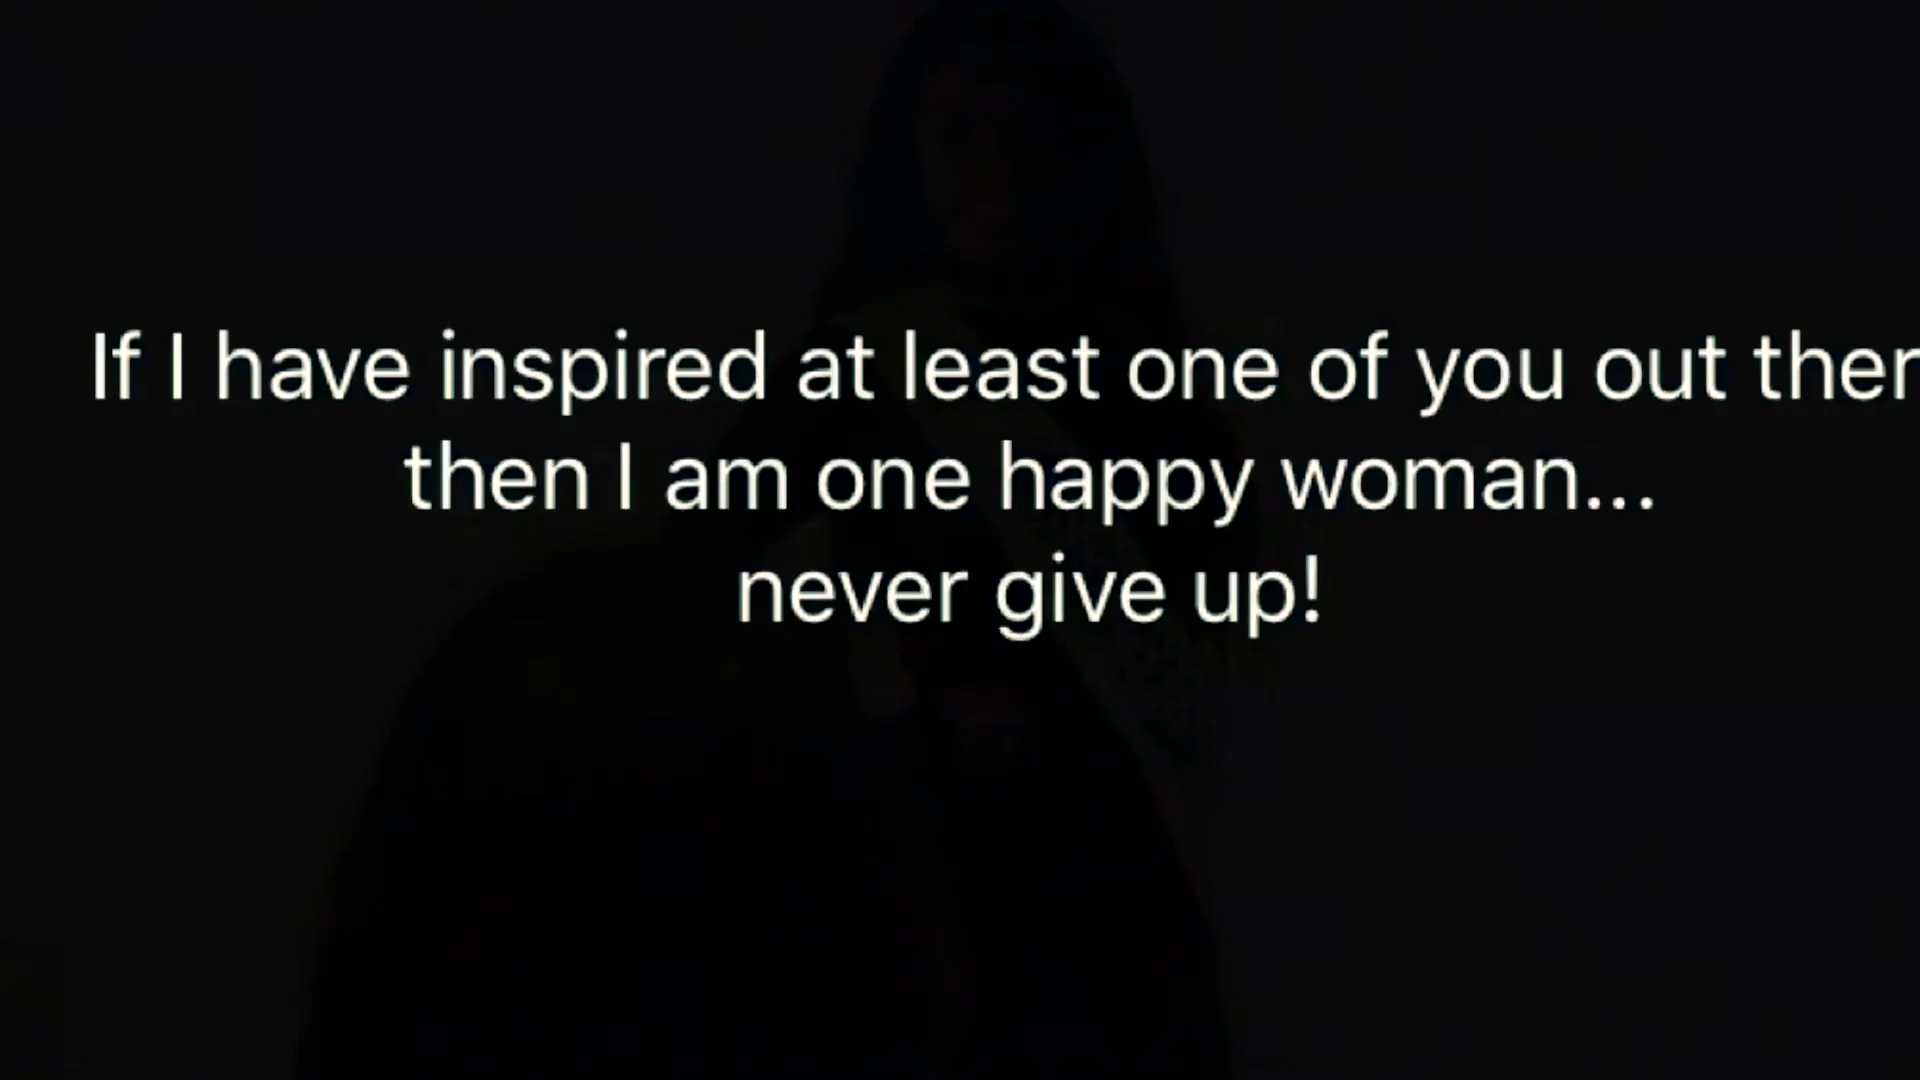 If I have inspired at least one of you out ther
then I am one happy woman...
never give up!